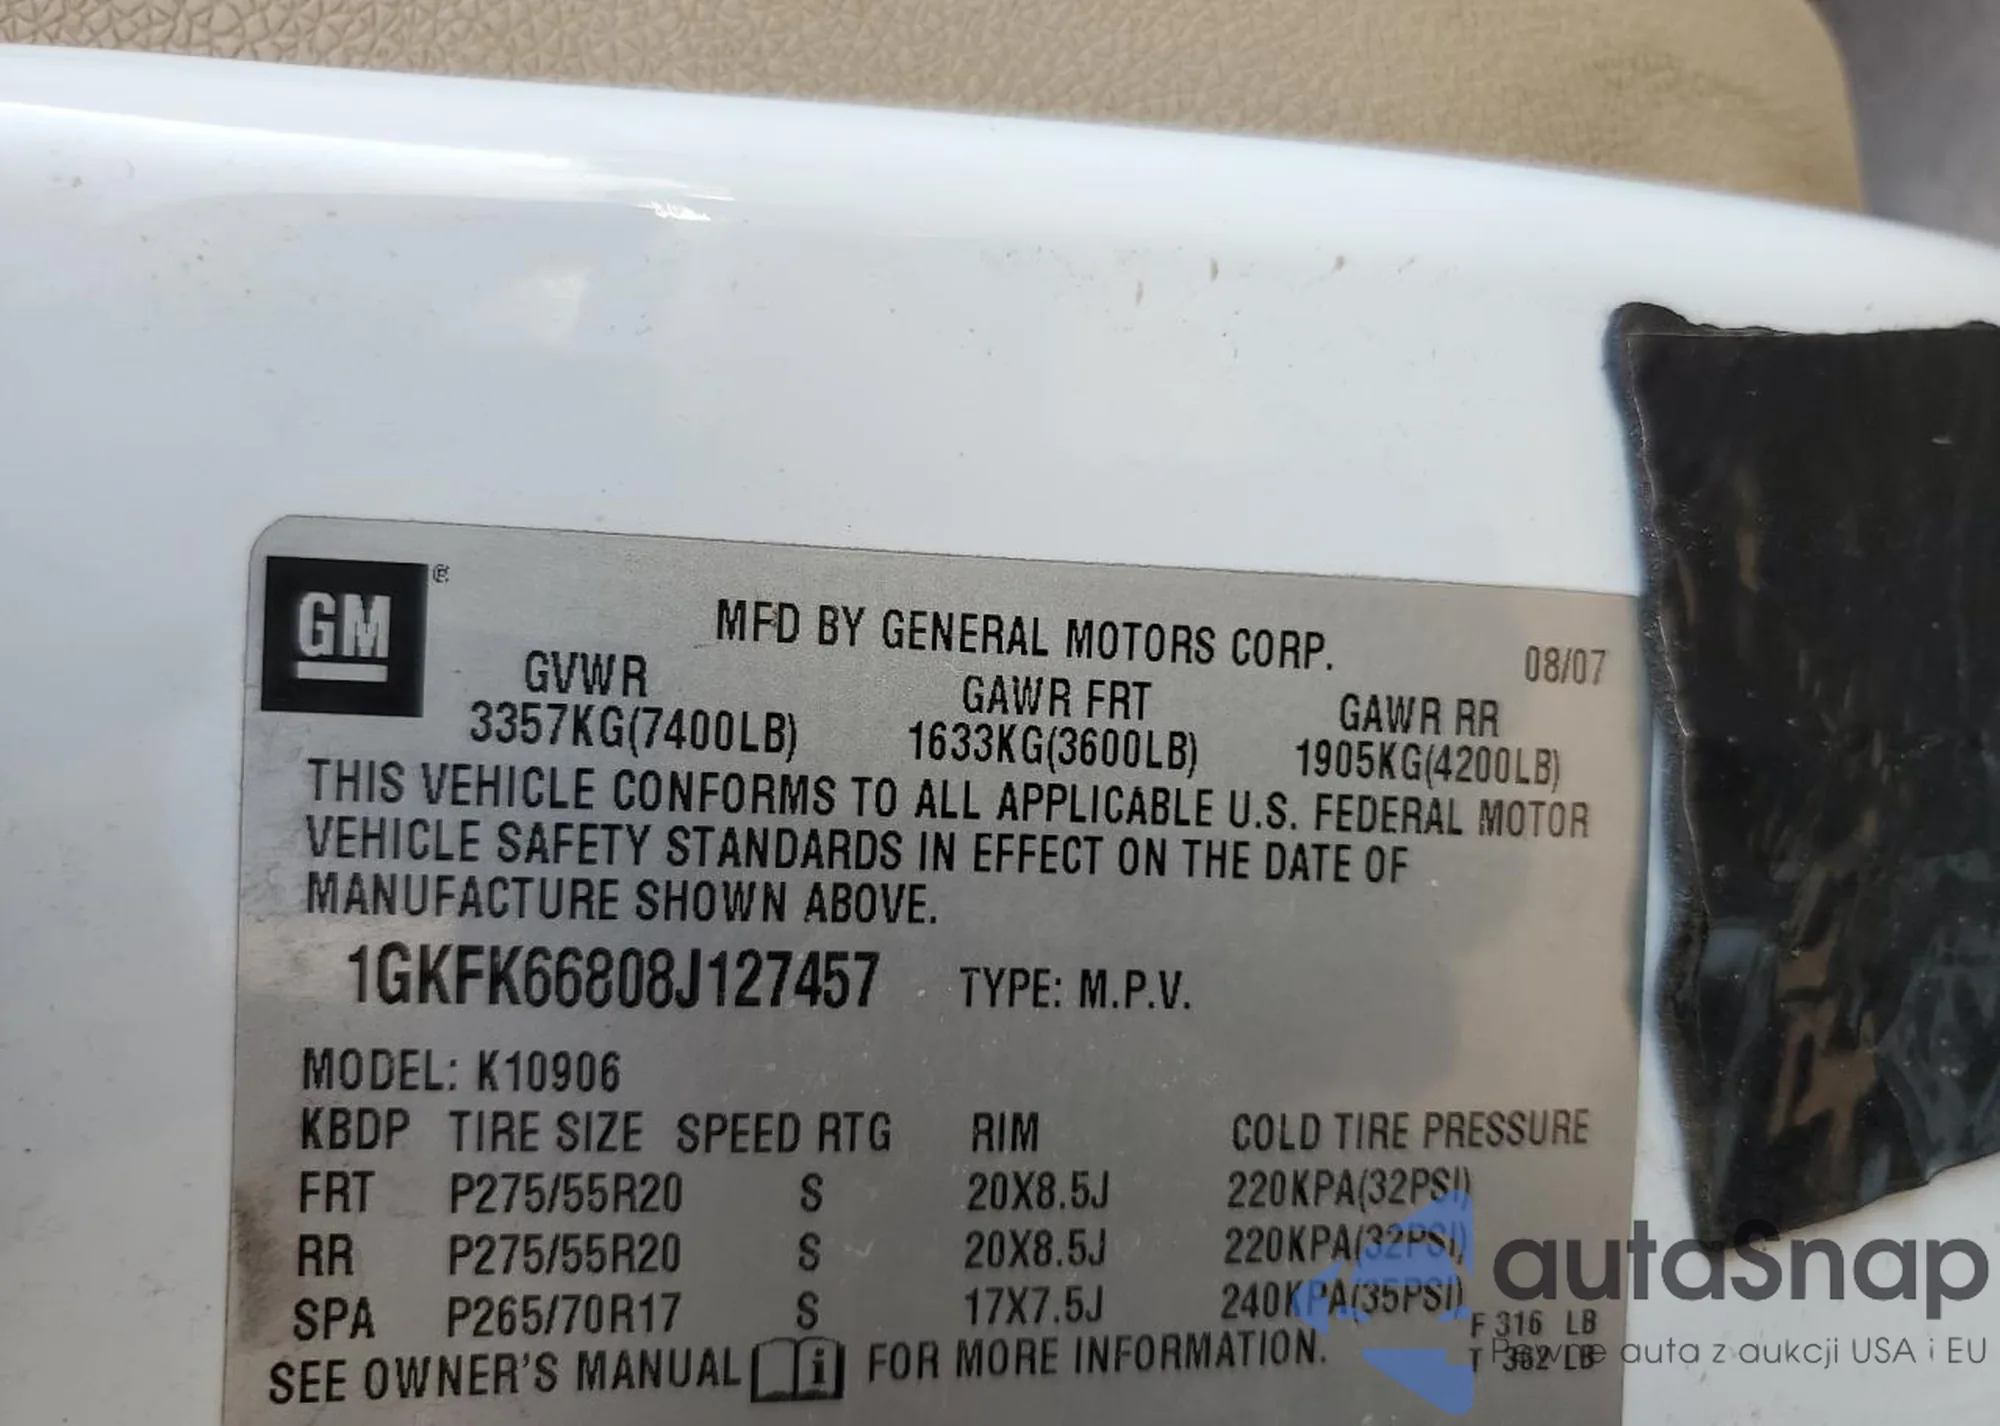 GM ®
MFD BY GENERAL MOTORS CORP.
08/07
GVWR GAWR FRT GAWR RR
3357KG(7400LB) 1633KG(3600LB) 1905KG(4200LB)
THIS VEHICLE CONFORMS TO ALL APPLICABLE U.S. FEDERAL MOTOR
VEHICLE SAFETY STANDARDS IN EFFECT ON THE DATE OF
MANUFACTURE SHOWN ABOVE.
1GKFK66808J127457 TYPE: M.P.V.
MODEL: K10906
KBDP TIRE SIZE SPEED RTG RIM COLD TIRE PRESSURE
FRT P275/55R20 S 20X8.5J 220KPA(32PSI)
RR P275/55R20 S 20X8.5J 220KPA(32PSI)
SPA P265/70R17 S 17X7.5J 240KPA(35PSI)
SEE OWNER'S MANUAL i FOR MORE INFORMATION.
F 316 LB
T 382 LB
autaSnap
Pewne auta z aukcji USA i EU